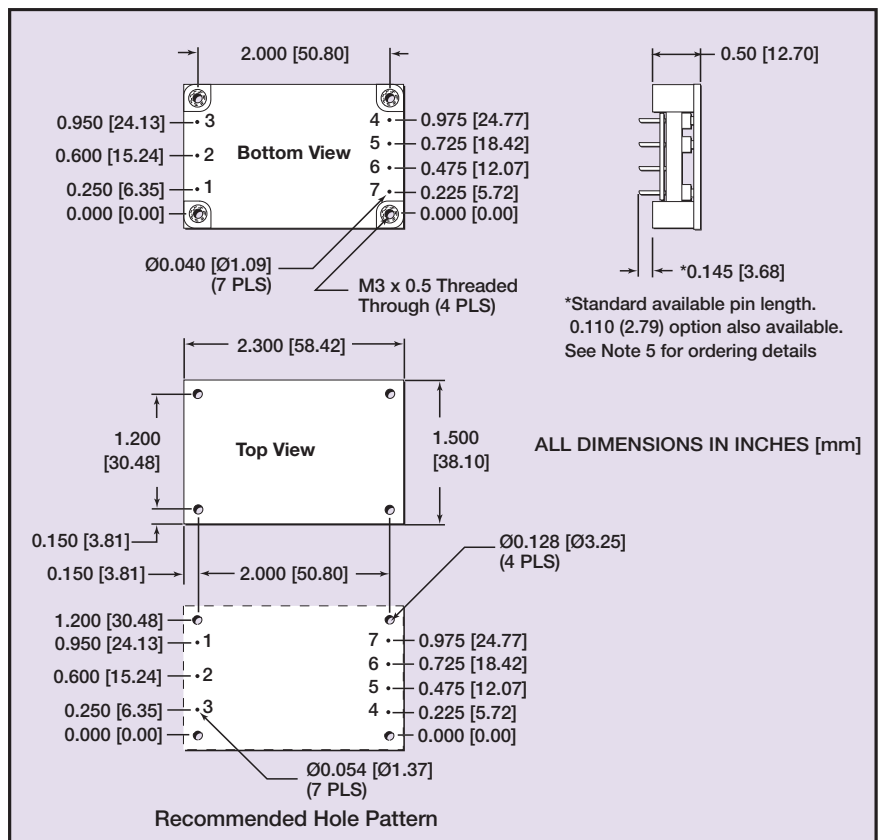 2.000 [50.80]
0.50 [12.70]
0.950 [24.13]
3
4
0.975 [24.77]
5
0.725 [18.42]
0.600 [15.24]
2
Bottom View
6
0.475 [12.07]
0.250 [6.35]
1
7
0.225 [5.72]
0.000 [0.00]
0.000 [0.00]
Ø0.040 [Ø1.09]
(7 PLS)
M3 x 0.5 Threaded
Through (4 PLS)
*0.145 [3.68]
*Standard available pin length.
0.110 (2.79) option also available.
See Note 5 for ordering details
2.300 [58.42]
1.200
[30.48]
Top View
1.500
[38.10]
ALL DIMENSIONS IN INCHES [mm]
0.150 [3.81]
0.150 [3.81]
2.000 [50.80]
Ø0.128 [Ø3.25]
(4 PLS)
1.200 [30.48]
0.950 [24.13]
1
7
0.975 [24.77]
6
0.725 [18.42]
0.600 [15.24]
2
5
0.475 [12.07]
0.250 [6.35]
3
4
0.225 [5.72]
0.000 [0.00]
0.000 [0.00]
Ø0.054 [Ø1.37]
(7 PLS)
Recommended Hole Pattern